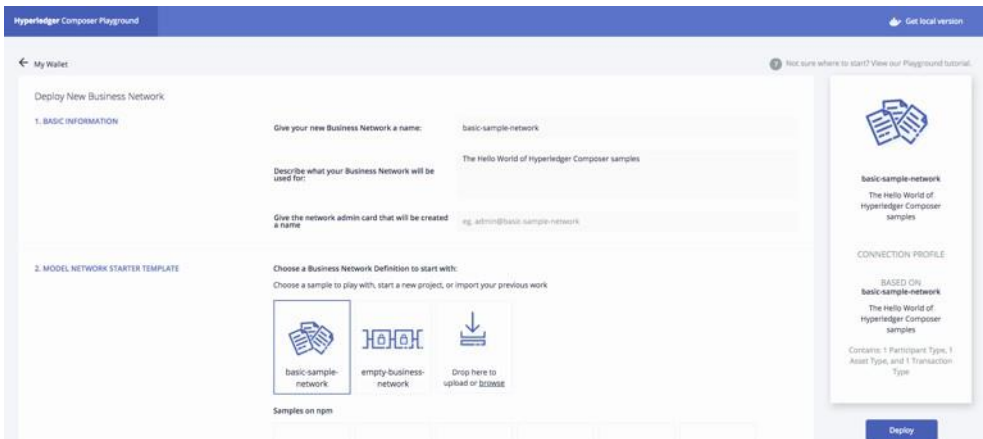 Hyperledger Composer Playground
Get local version
My Wallet
? Not sure where to start? View our Playground tutorial.
Deploy New Business Network
1. BASIC INFORMATION
Give your new Business Network a name:
basic-sample-network
Describe what your Business Network will be
used for:
The Hello World of Hyperledger Composer samples
Give the network admin card that will be created
a name
eg. admin@basic-sample-network
2. MODEL NETWORK STARTER TEMPLATE
Choose a Business Network Definition to start with:
Choose a sample to play with, start a new project, or import your previous work
basic-sample-
network
empty-business-
network
Drop here to
upload or browse
Samples on npm
basic-sample-network
The Hello World of
Hyperledger Composer
samples
CONNECTION PROFILE
BASED ON
basic-sample-network
The Hello World of
Hyperledger Composer
samples
Contains: 1 Participant Type, 1
Asset Type, and 1 Transaction
Type
Deploy